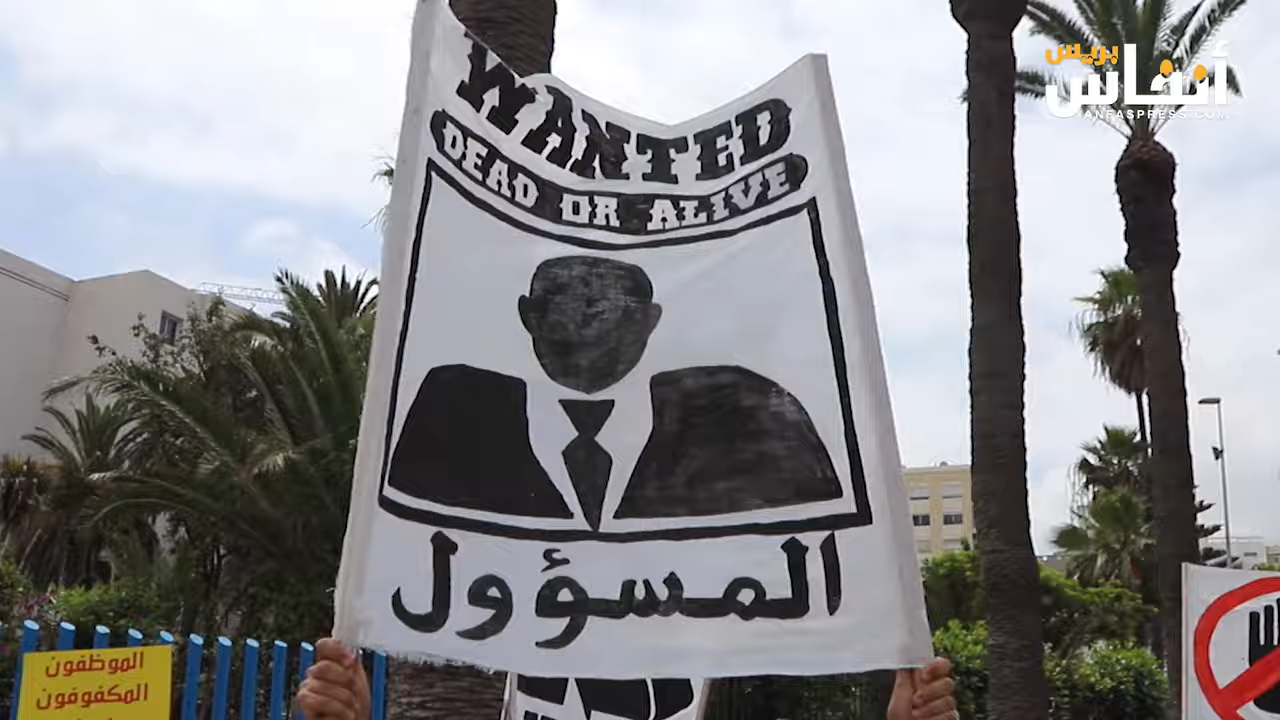 أنفاس بريس
ANFASPRESS.COM
WANTED
DEAD OR ALIVE
المسؤول
الموظفون
المكفوفون